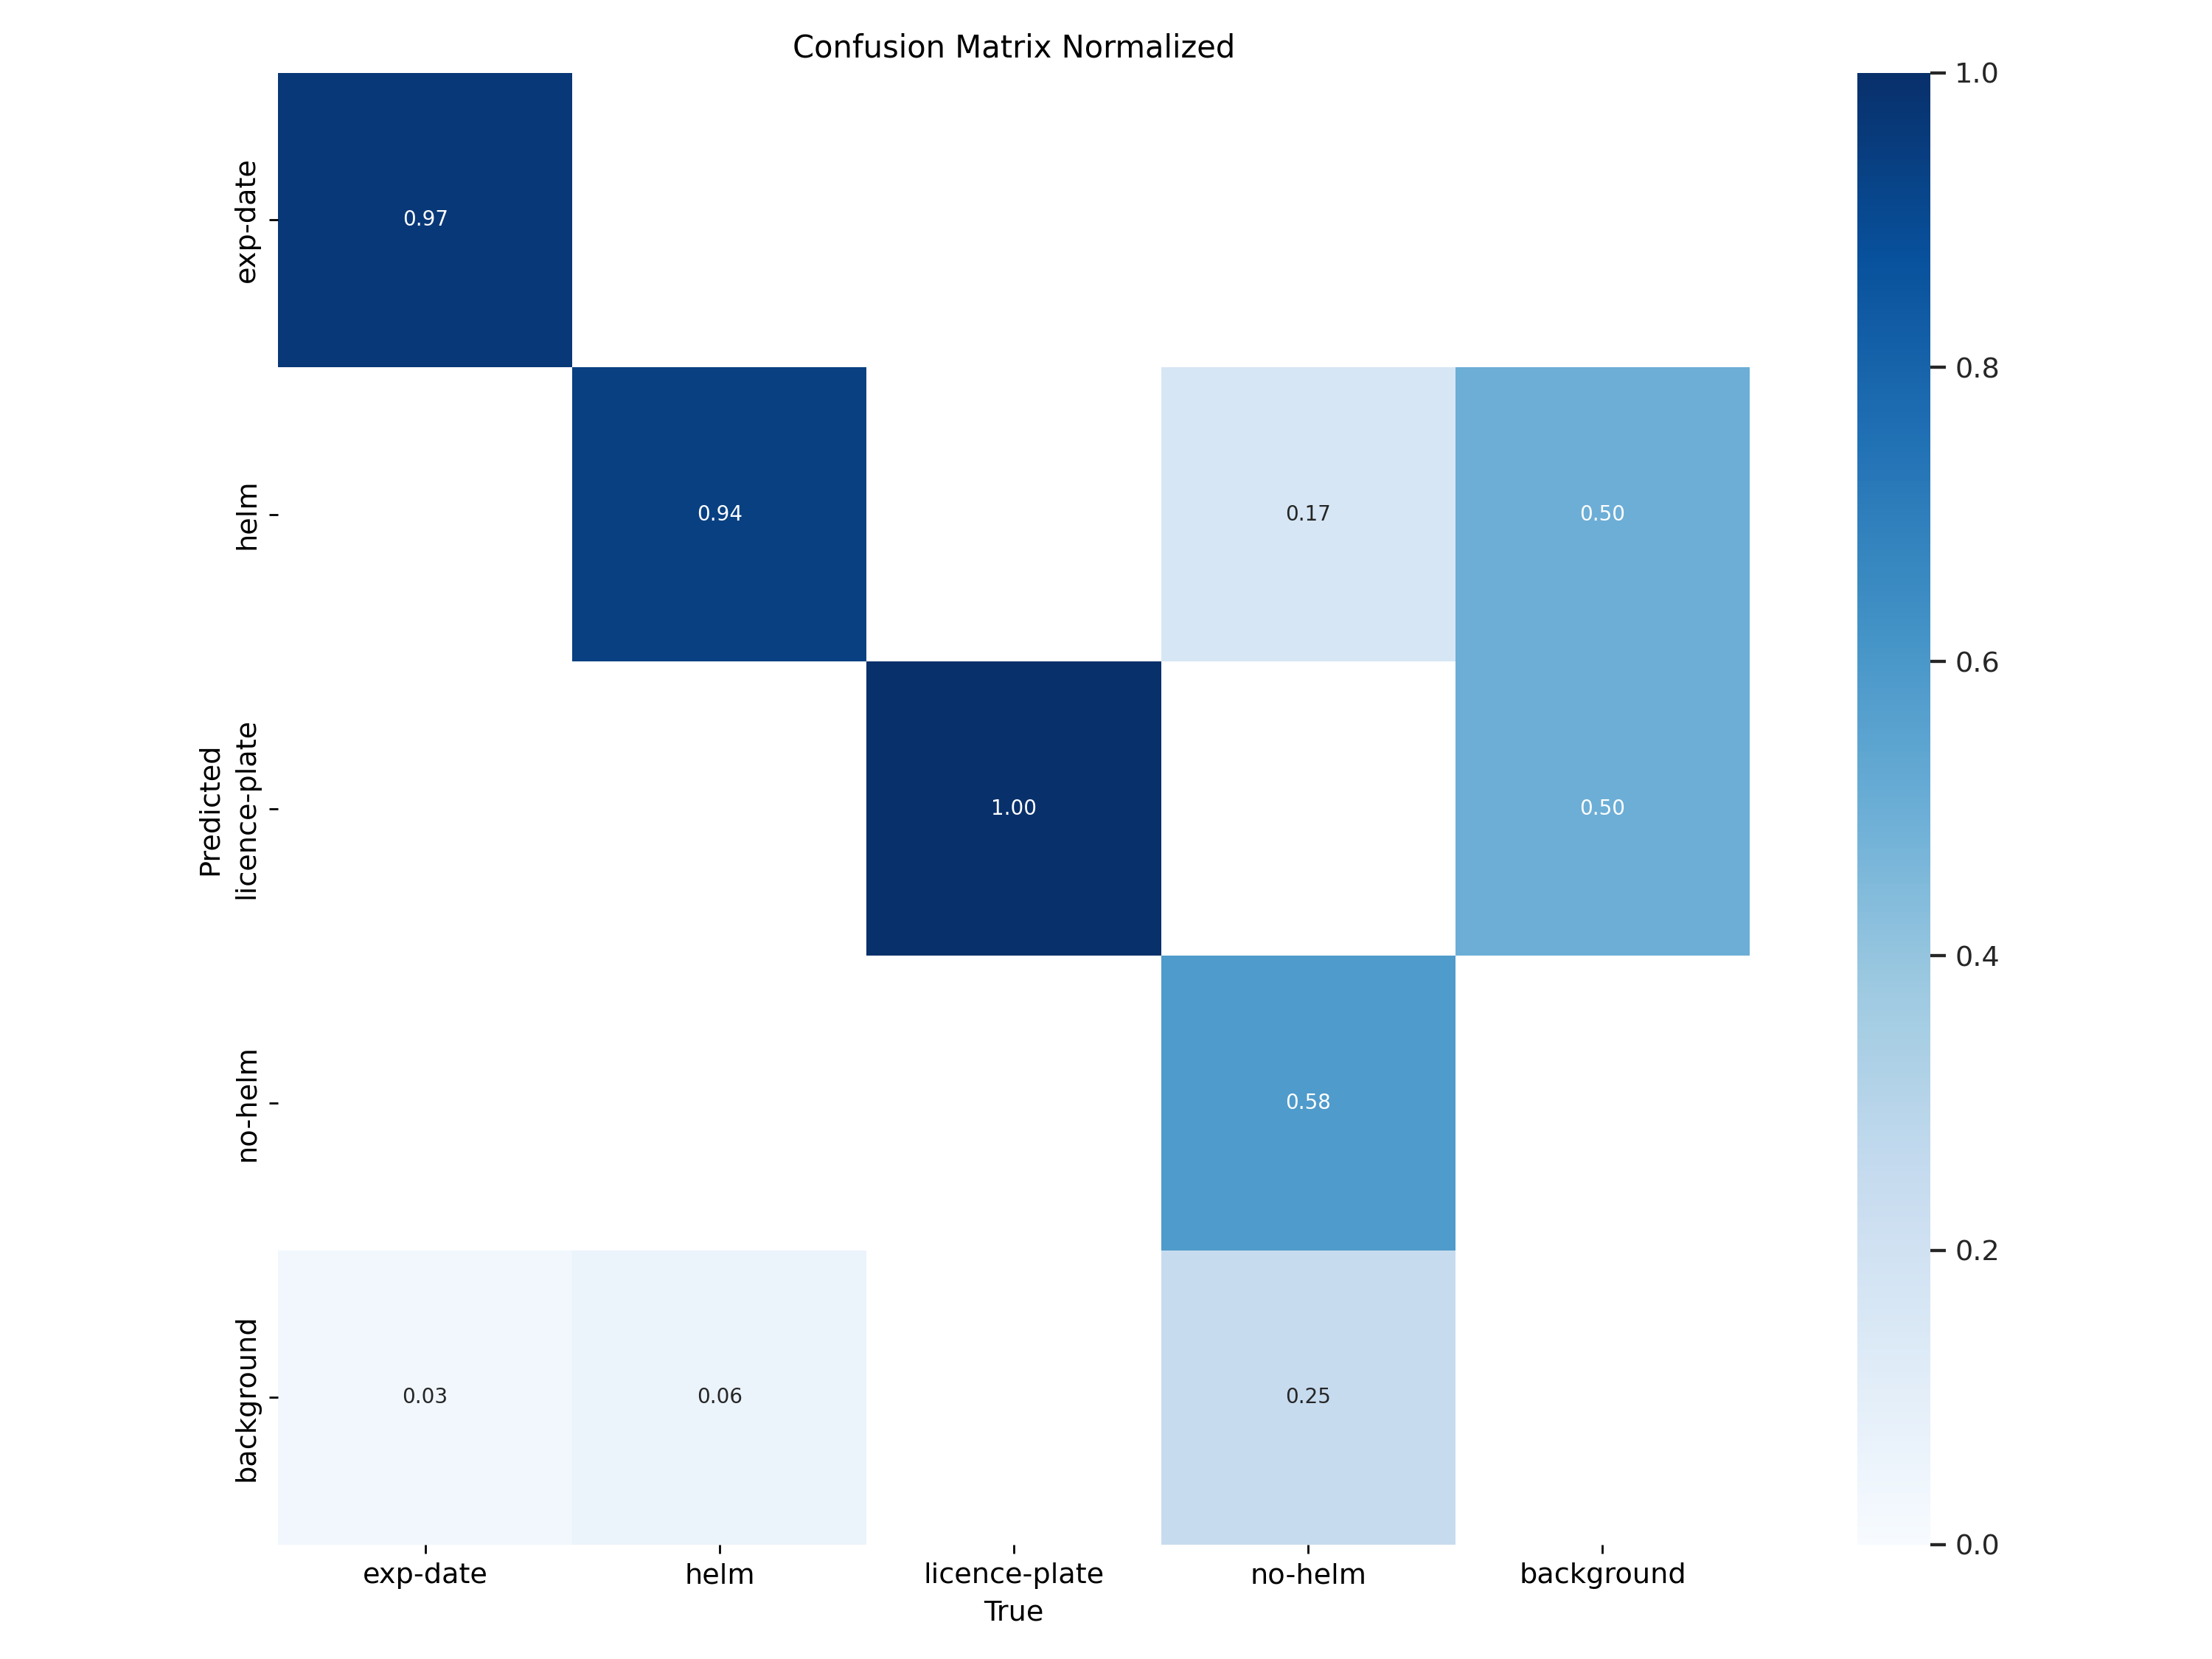 Confusion Matrix Normalized
1.0
0.8
0.6
0.4
0.2
0.0
Predicted
exp-date
helm
licence-plate
no-helm
background
0.97
0.94 0.17 0.50
1.00 0.50
0.58
0.03 0.06 0.25
exp-date helm licence-plate no-helm background
True